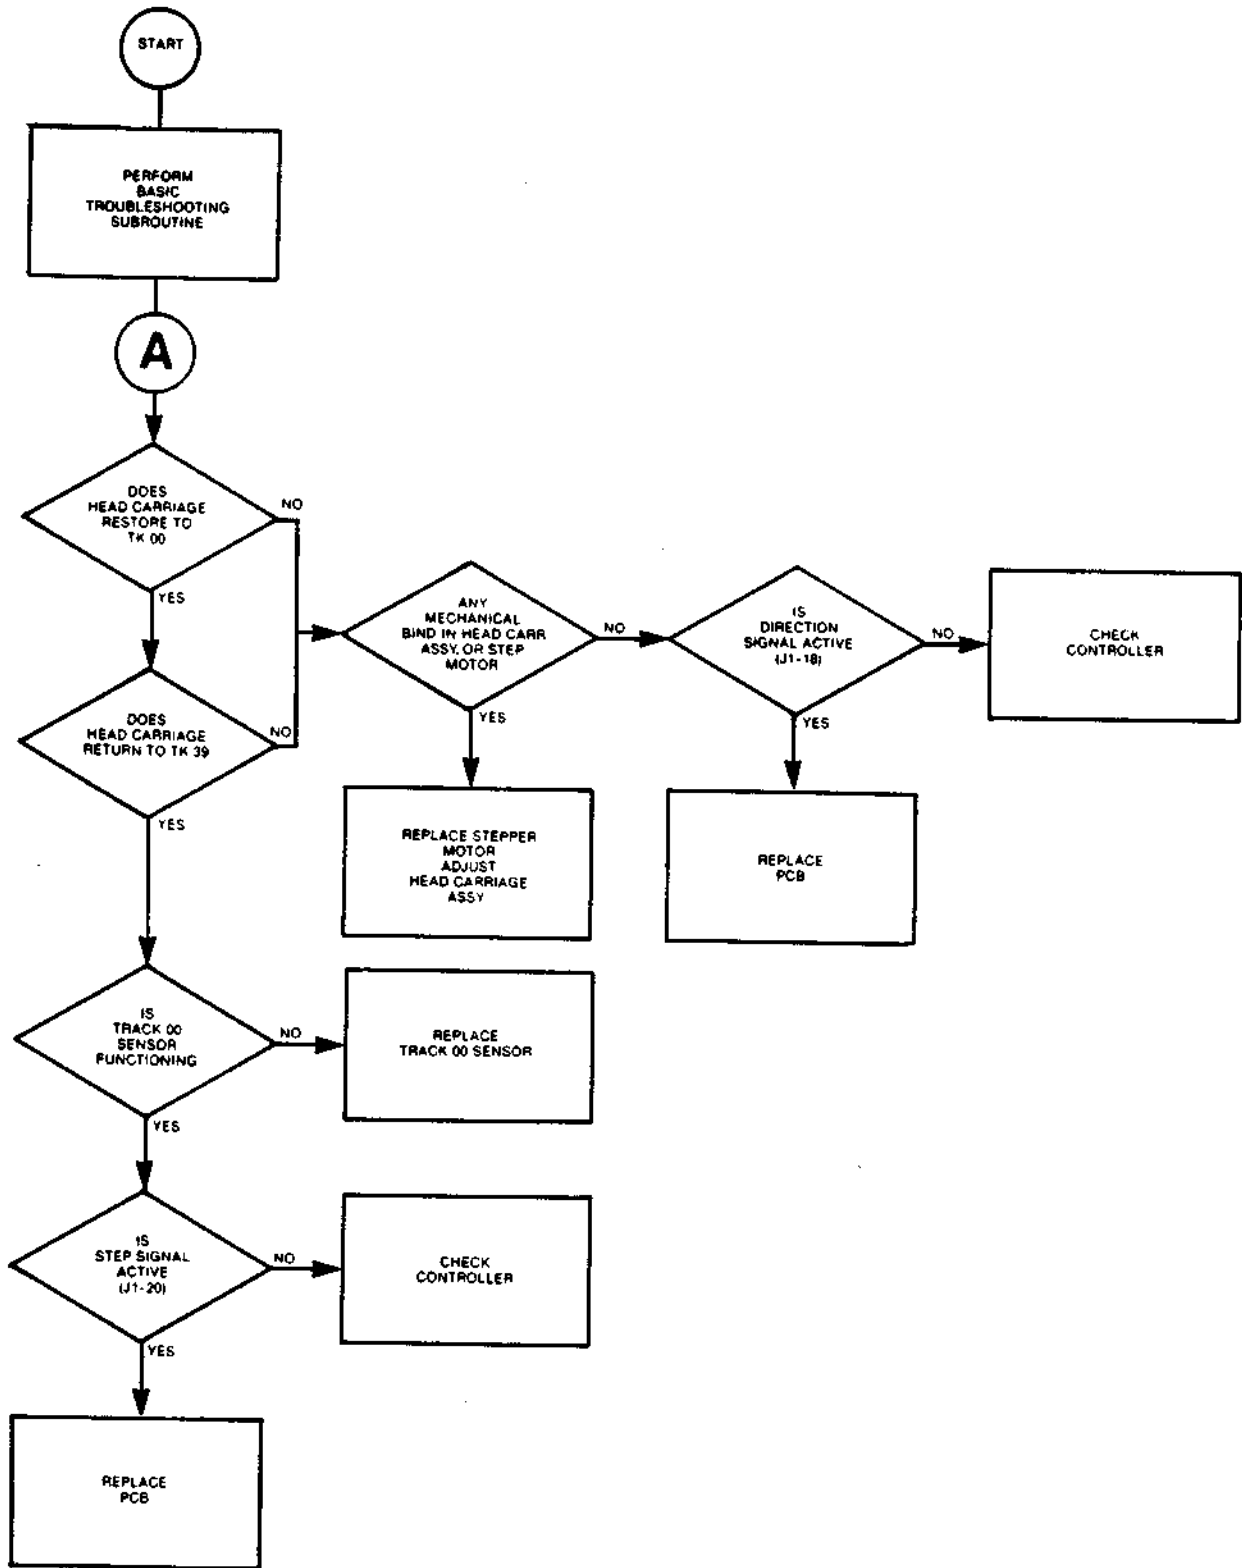 START
PERFORM
BASIC
TROUBLESHOOTING
SUBROUTINE
A
DOES
HEAD CARRIAGE
RESTORE TO
TK 00
NO
YES
DOES
HEAD CARRIAGE
RETURN TO TK 39
NO
YES
ANY
MECHANICAL
BIND IN HEAD CARR
ASSY. OR STEP
MOTOR
NO
YES
IS
DIRECTION
SIGNAL ACTIVE
(J1-18)
NO
YES
CHECK
CONTROLLER
REPLACE STEPPER
MOTOR
ADJUST
HEAD CARRIAGE
ASSY
REPLACE
PCB
IS
TRACK 00
SENSOR
FUNCTIONING
NO
YES
REPLACE
TRACK 00 SENSOR
IS
STEP SIGNAL
ACTIVE
(J1-20)
NO
YES
CHECK
CONTROLLER
REPLACE
PCB